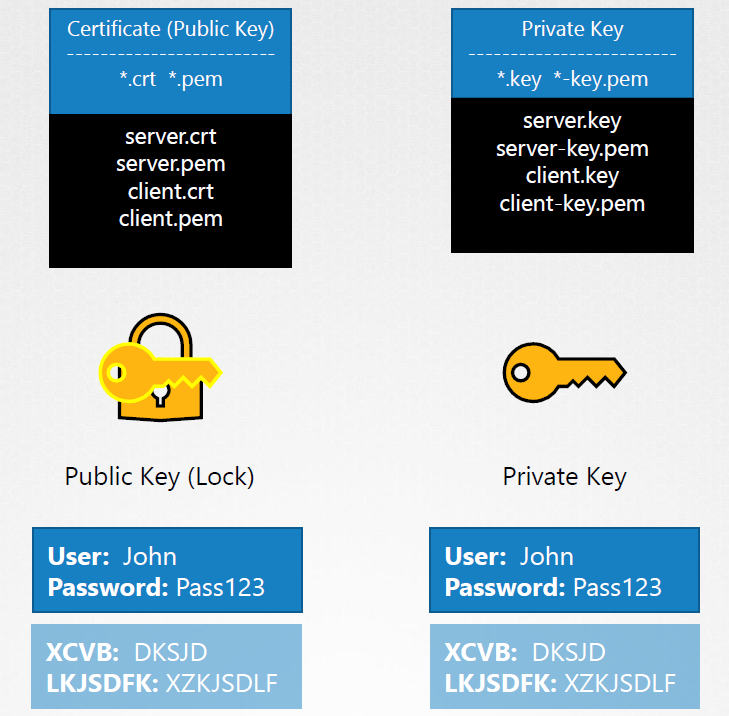 Certificate (Public Key)
------------------------
*.crt *.pem
server.crt
server.pem
client.crt
client.pem
Public Key (Lock)
User: John
Password: Pass123
XCVB: DKSJD
LKJSDFK: XZKJSDLF
Private Key
------------------------
*.key *-key.pem
server.key
server-key.pem
client.key
client-key.pem
Private Key
User: John
Password: Pass123
XCVB: DKSJD
LKJSDFK: XZKJSDLF